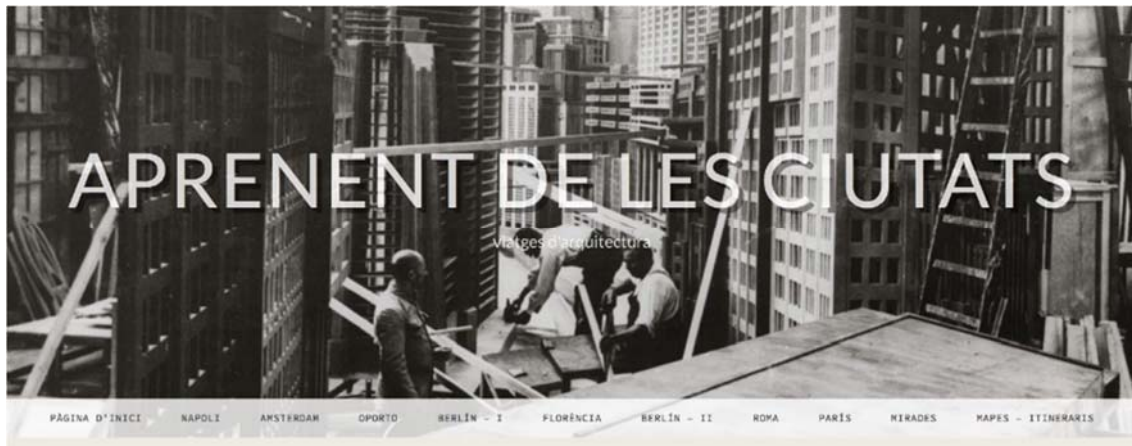 APRENENT DE LES CIUTATS
viatges d'arquitectura
PÀGINA D'INICI NAPOLI AMSTERDAM OPORTO BERLÍN – I FLORÈNCIA BERLÍN – II ROMA PARÍS MIRADES MAPES – ITINERARIS